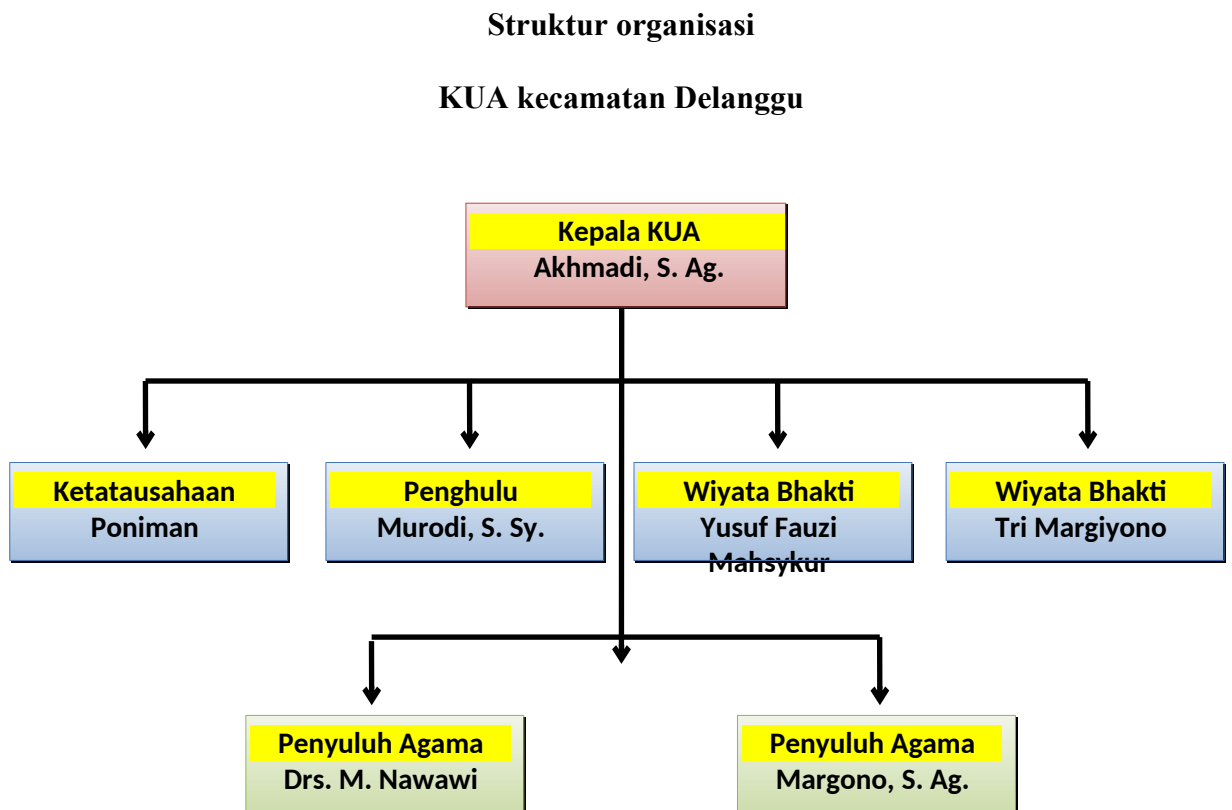 Struktur organisasi
KUA kecamatan Delanggu
Kepala KUA
Akhmadi, S. Ag.
Ketatausahaan
Poniman
Penghulu
Murodi, S. Sy.
Wiyata Bhakti
Yusuf Fauzi
Mahsykur
Wiyata Bhakti
Tri Margiyono
Penyuluh Agama
Drs. M. Nawawi
Penyuluh Agama
Margono, S. Ag.